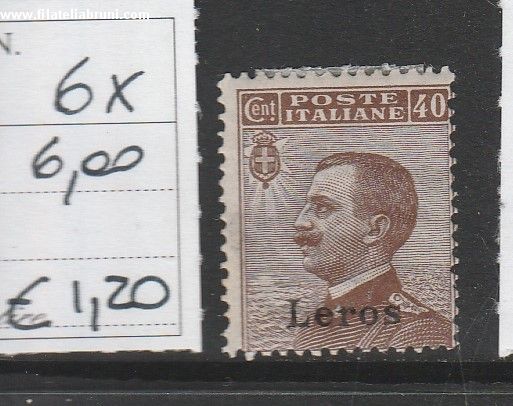 www.filateliabruni.com
N.
6x
6,00
€ 1,20
Cent POSTE ITALIANE 40
Leros